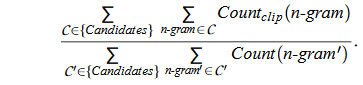 ∑ ∑ Count_clip(n-gram)
C∈{Candidates} n-gram∈C
∑ ∑ Count(n-gram′)
C′∈{Candidates} n-gram′∈C′
.